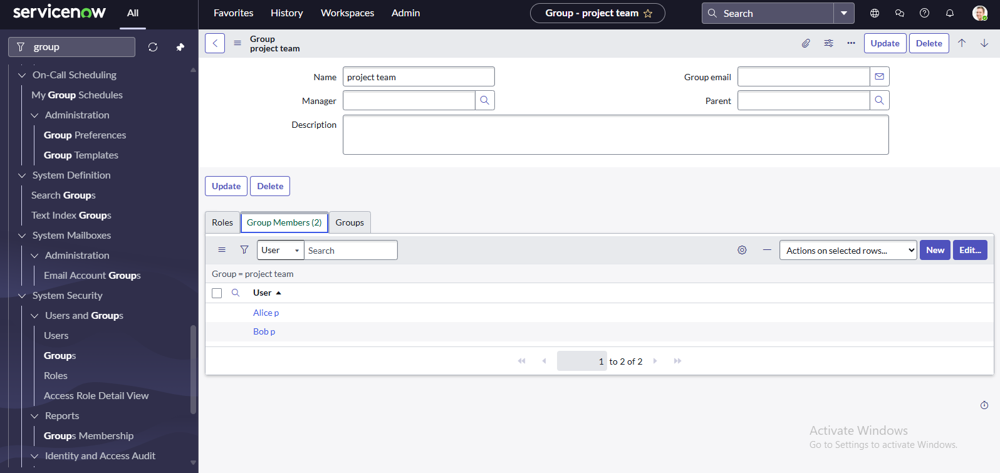 servicenow All Favorites History Workspaces Admin Group - project team Search
group
On-Call Scheduling
My Group Schedules
Administration
Group Preferences
Group Templates
System Definition
Search Groups
Text Index Groups
System Mailboxes
Administration
Email Account Groups
System Security
Users and Groups
Users
Groups
Roles
Access Role Detail View
Reports
Groups Membership
Identity and Access Audit
Group
project team
Update Delete
Name project team
Group email
Manager
Parent
Description
Update Delete
Roles Group Members (2) Groups
User Search Actions on selected rows... New Edit...
Group = project team
User
Alice p
Bob p
1 to 2 of 2
Activate Windows
Go to Settings to activate Windows.